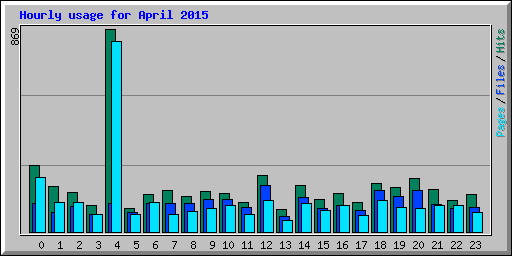 Hourly usage for April 2015
869
Pages/Files/Hits
0 1 2 3 4 5 6 7 8 9 10 11 12 13 14 15 16 17 18 19 20 21 22 23